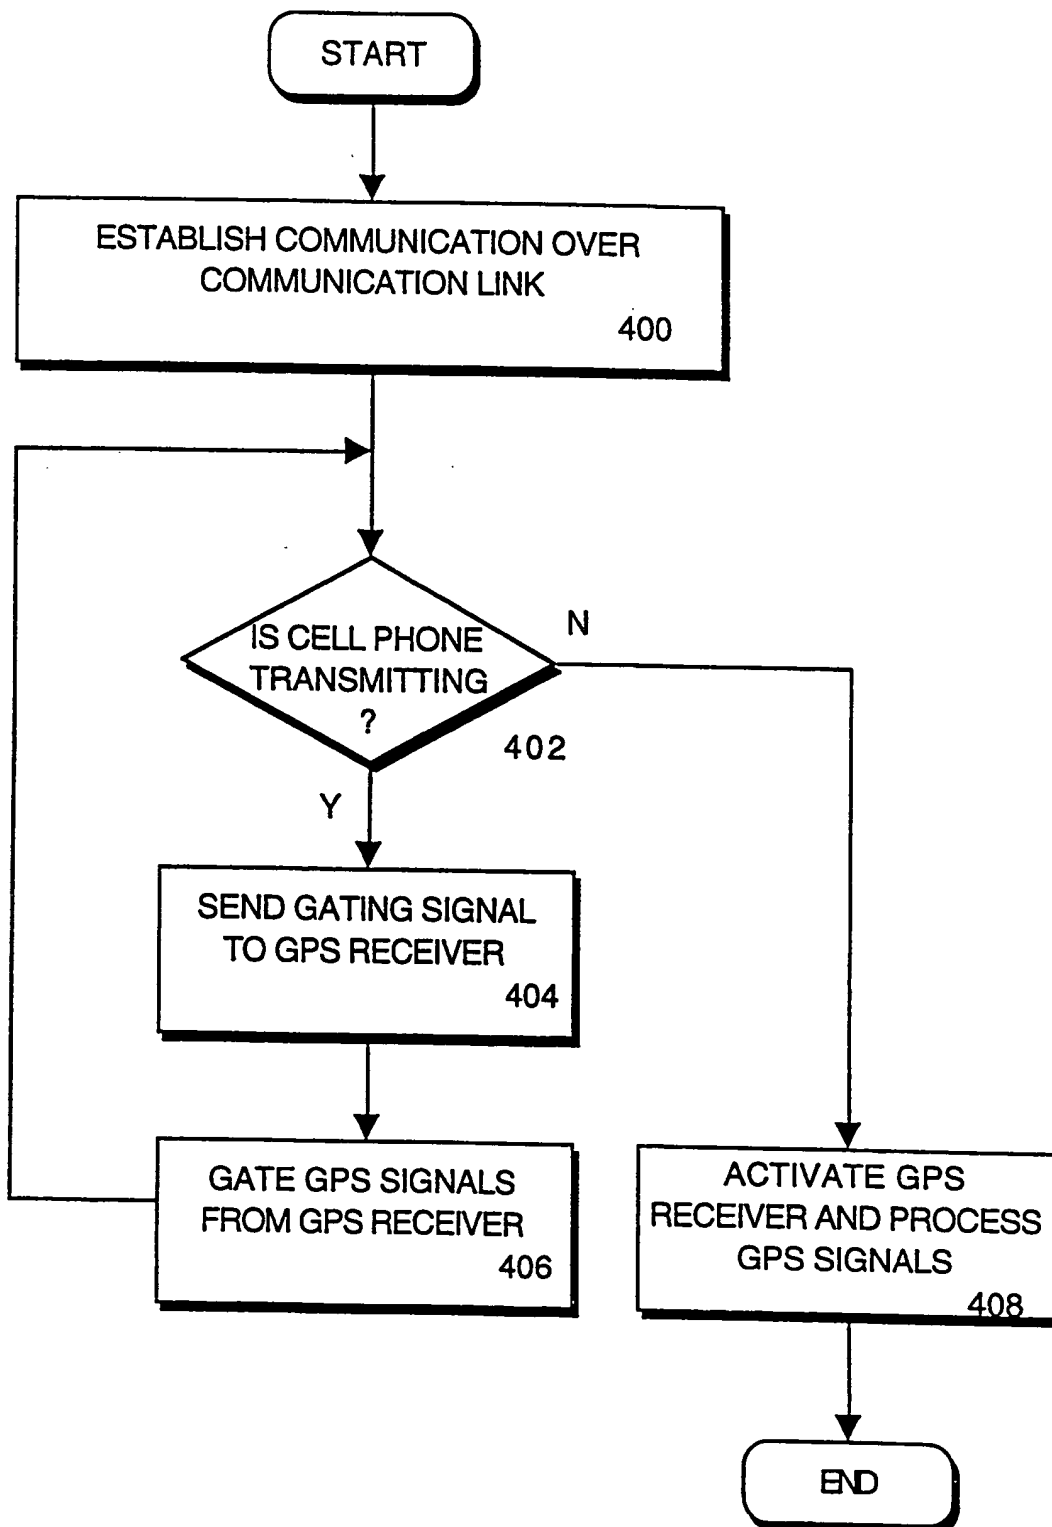 START
ESTABLISH COMMUNICATION OVER
COMMUNICATION LINK
400
IS CELL PHONE
TRANSMITTING
?
402
N
Y
SEND GATING SIGNAL
TO GPS RECEIVER
404
GATE GPS SIGNALS
FROM GPS RECEIVER
406
ACTIVATE GPS
RECEIVER AND PROCESS
GPS SIGNALS
408
END